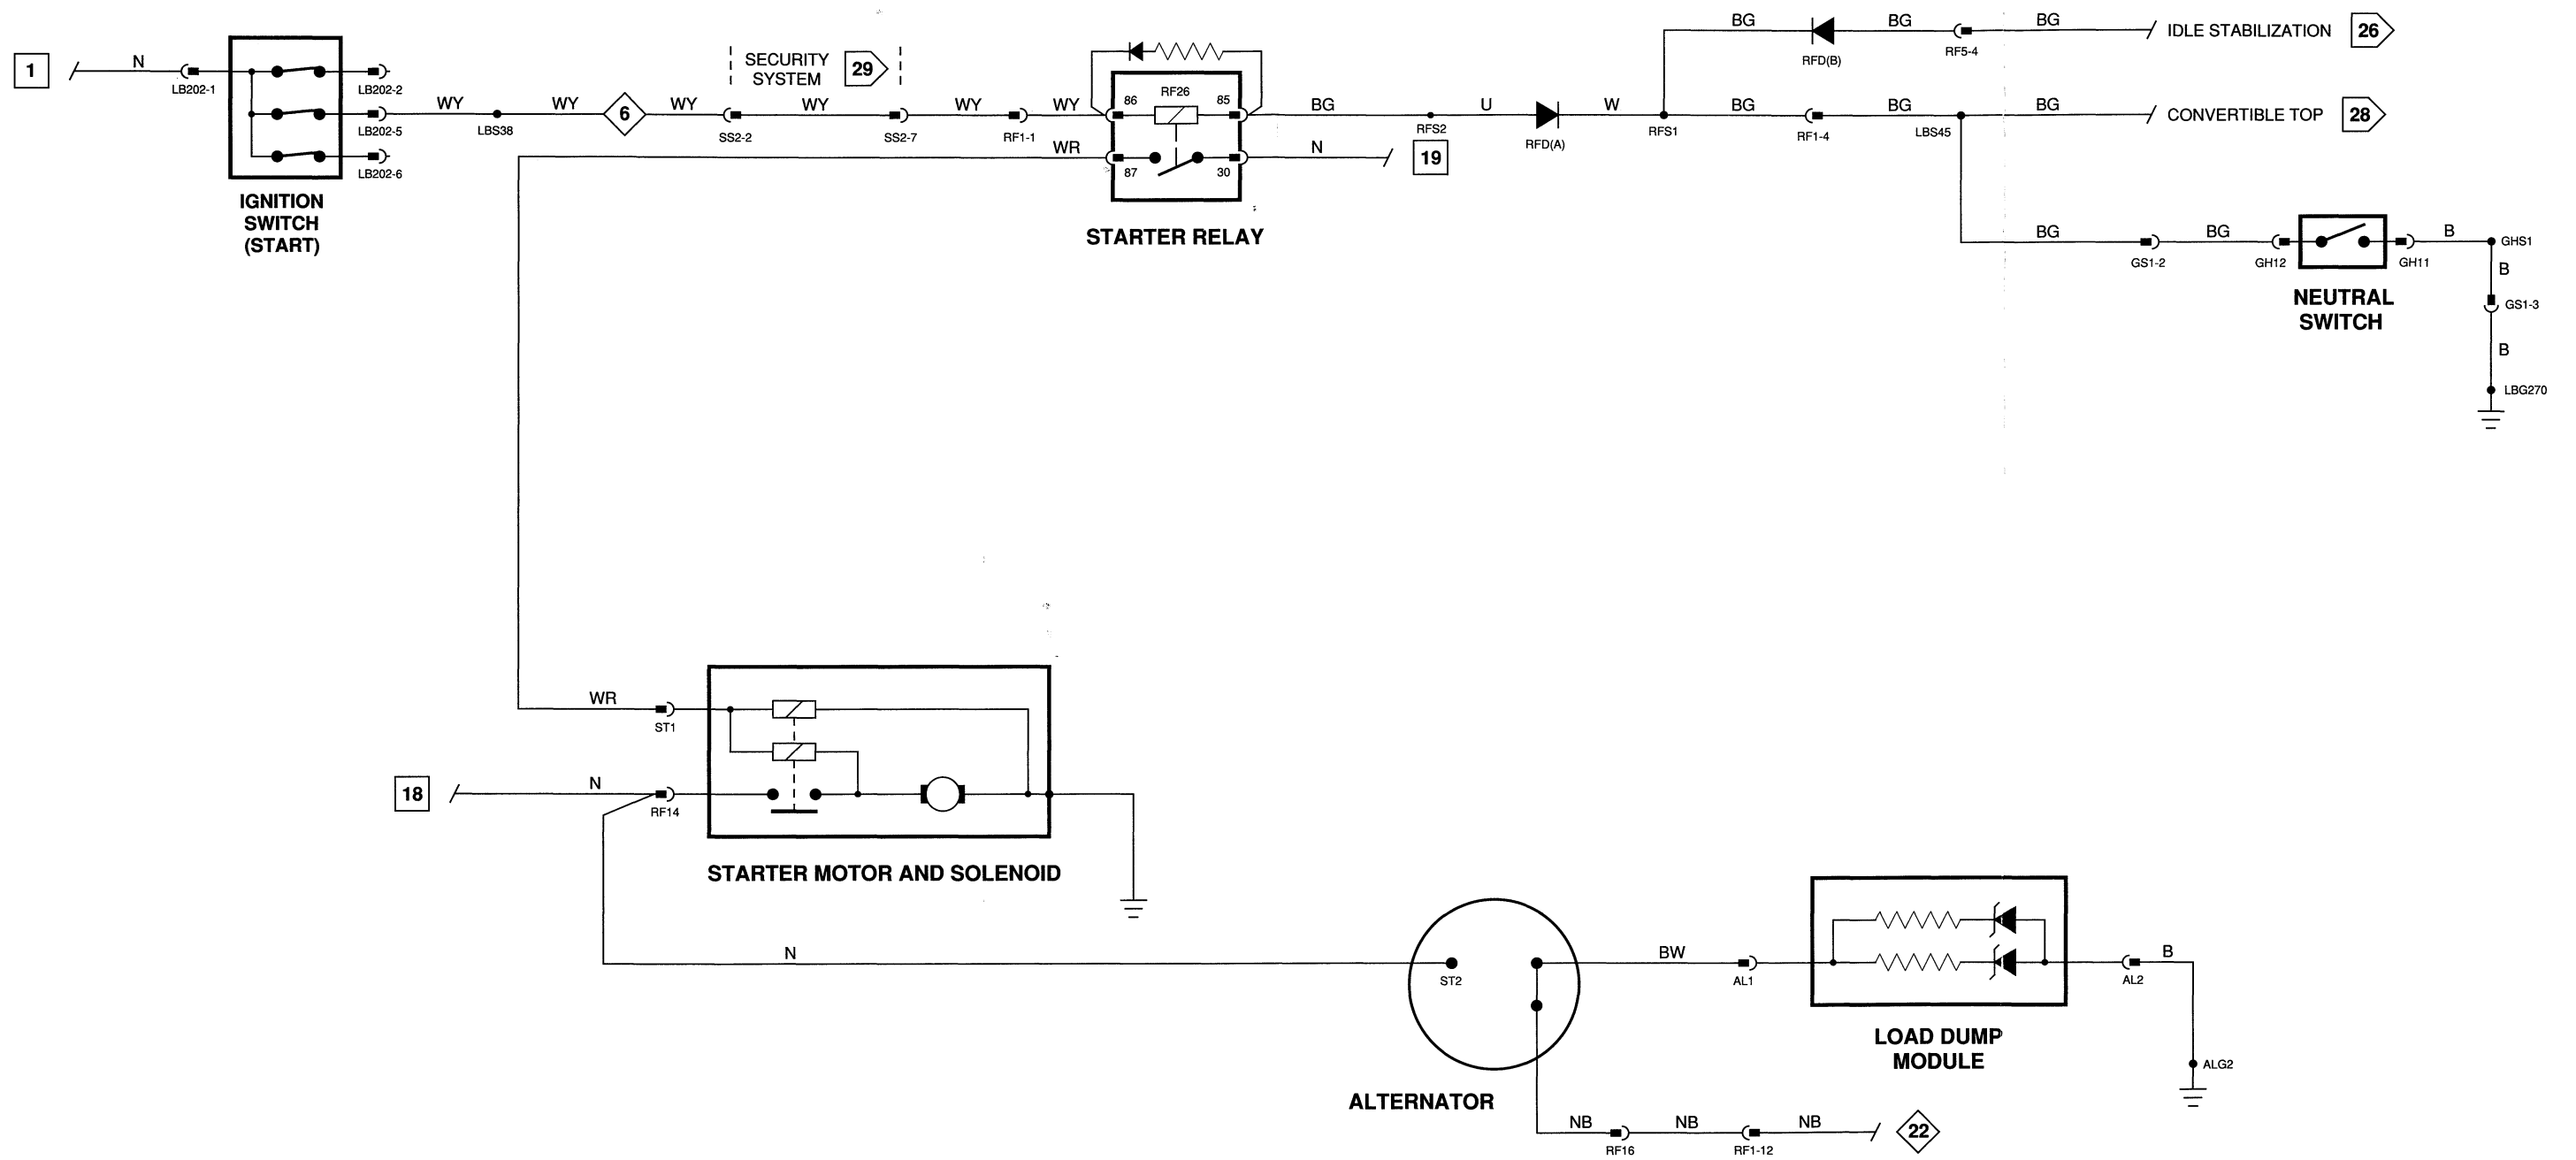 1
N
LB202-1
LB202-2
LB202-5
LB202-6
IGNITION
SWITCH
(START)
WY
LBS38
WY
6
WY
SECURITY
SYSTEM
29
SS2-2
WY
SS2-7
WY
RF1-1
WY
86
RF26
85
87
30
STARTER RELAY
WR
N
19
BG
RFS2
U
RFD(A)
W
RFS1
BG
RFD(B)
BG
RF5-4
BG
IDLE STABILIZATION
26
BG
RF1-4
BG
LBS45
BG
CONVERTIBLE TOP
28
BG
GS1-2
BG
GH12
GH11
B
GHS1
B
GS1-3
B
LBG270
NEUTRAL
SWITCH
WR
ST1
18
N
RF14
STARTER MOTOR AND SOLENOID
N
ST2
ALTERNATOR
BW
AL1
AL2
B
ALG2
LOAD DUMP
MODULE
NB
RF16
NB
RF1-12
NB
22